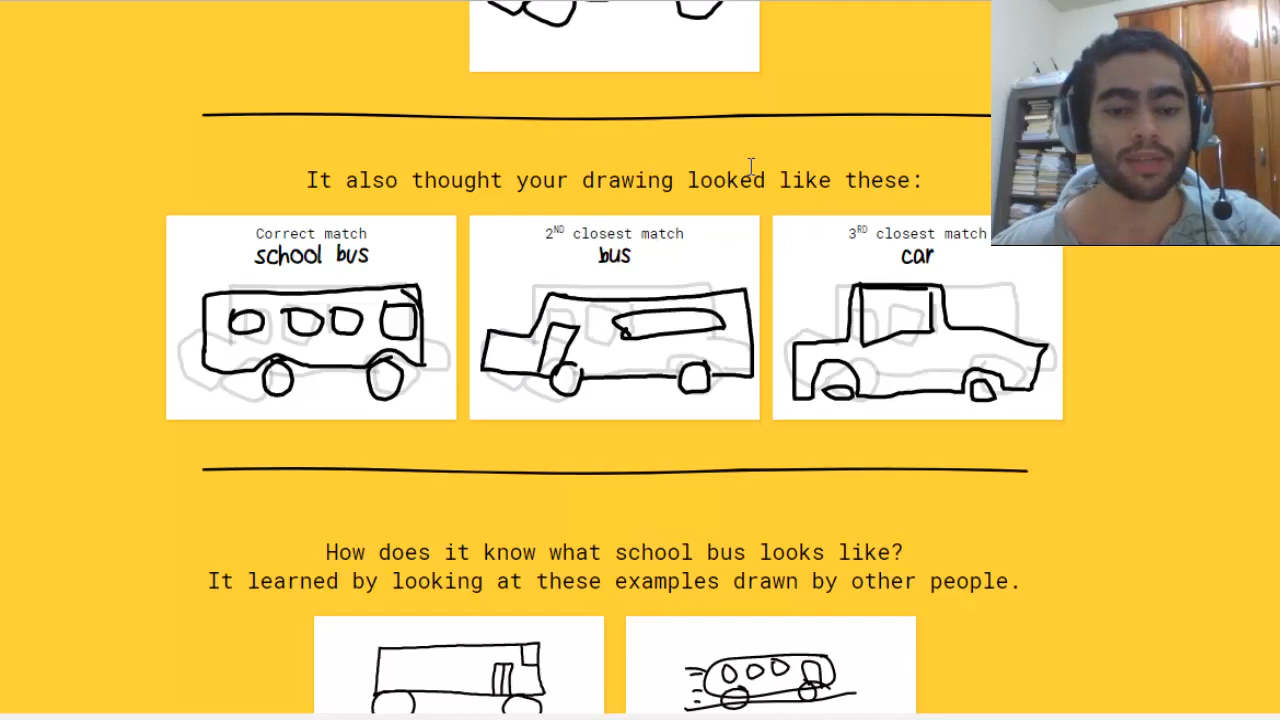 It also thought your drawing looked like these:
Correct match
school bus
2ND closest match
bus
3RD closest match
car
How does it know what school bus looks like?
It learned by looking at these examples drawn by other people.